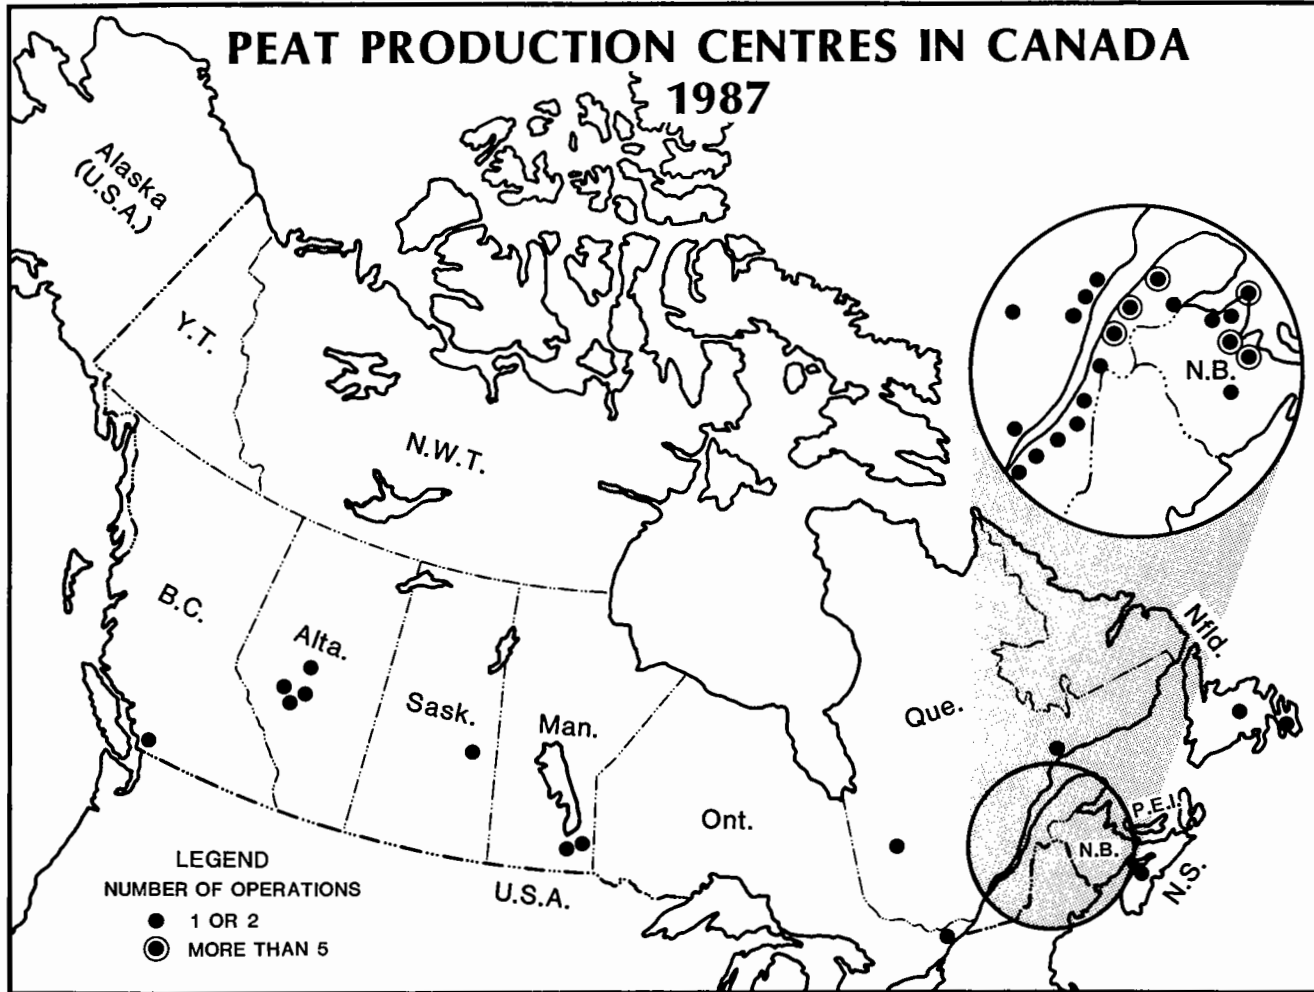 PEAT PRODUCTION CENTRES IN CANADA
1987
Alaska
(U.S.A.)
Y.T.
N.W.T.
N.B.
B.C.
Alta.
Sask.
Man.
Ont.
Que.
Nfld.
P.E.I.
N.B.
N.S.
U.S.A.
LEGEND
NUMBER OF OPERATIONS
1 OR 2
MORE THAN 5